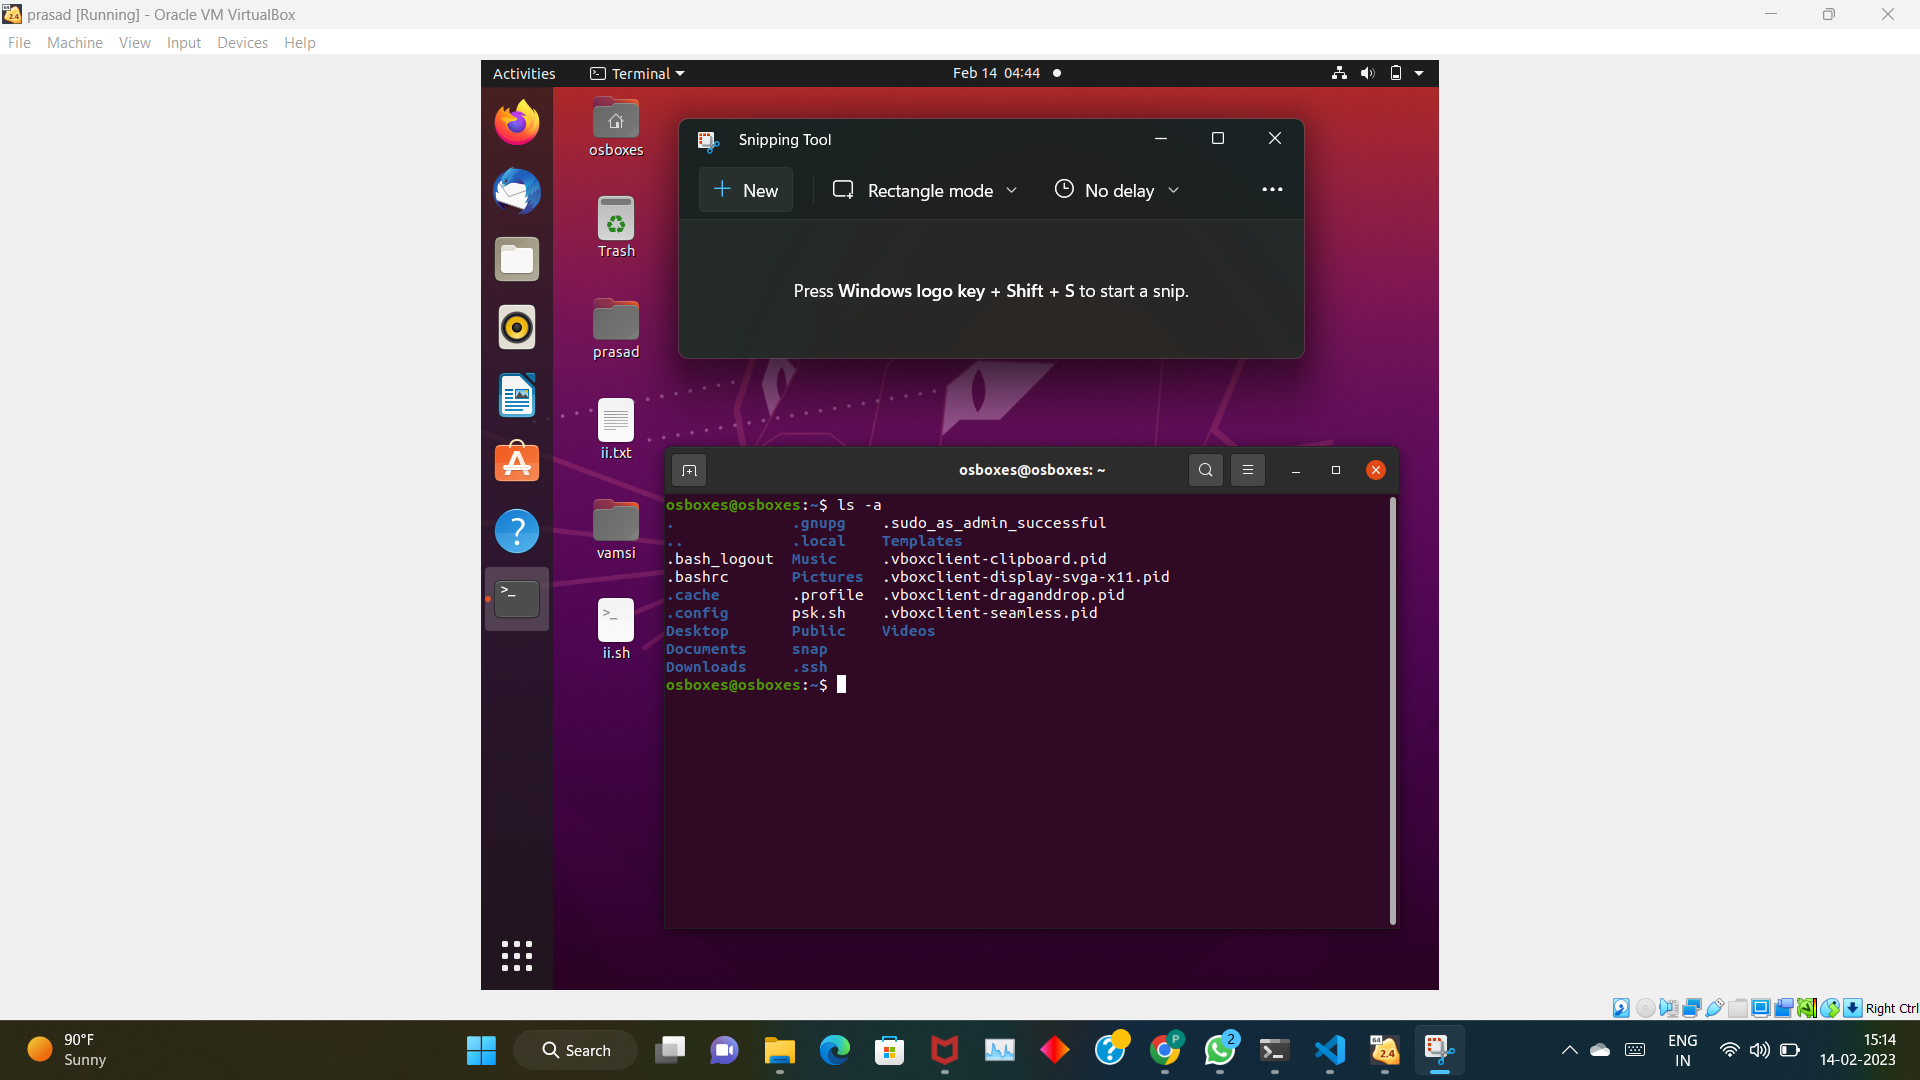 prasad [Running] - Oracle VM VirtualBox
File Machine View Input Devices Help
Activities Terminal Feb 14 04:44
osboxes
Trash
prasad
ii.txt
vamsi
ii.sh
Snipping Tool
New Rectangle mode No delay
Press Windows logo key + Shift + S to start a snip.
osboxes@osboxes: ~
osboxes@osboxes:~$ ls -a
. .gnupg .sudo_as_admin_successful
.. .local Templates
.bash_logout Music .vboxclient-clipboard.pid
.bashrc Pictures .vboxclient-display-svga-x11.pid
.cache .profile .vboxclient-draganddrop.pid
.config psk.sh .vboxclient-seamless.pid
Desktop Public Videos
Documents snap
Downloads .ssh
osboxes@osboxes:~$
Right Ctrl
90°F
Sunny
Search
P
2
64
2.4
ENG
IN
15:14
14-02-2023